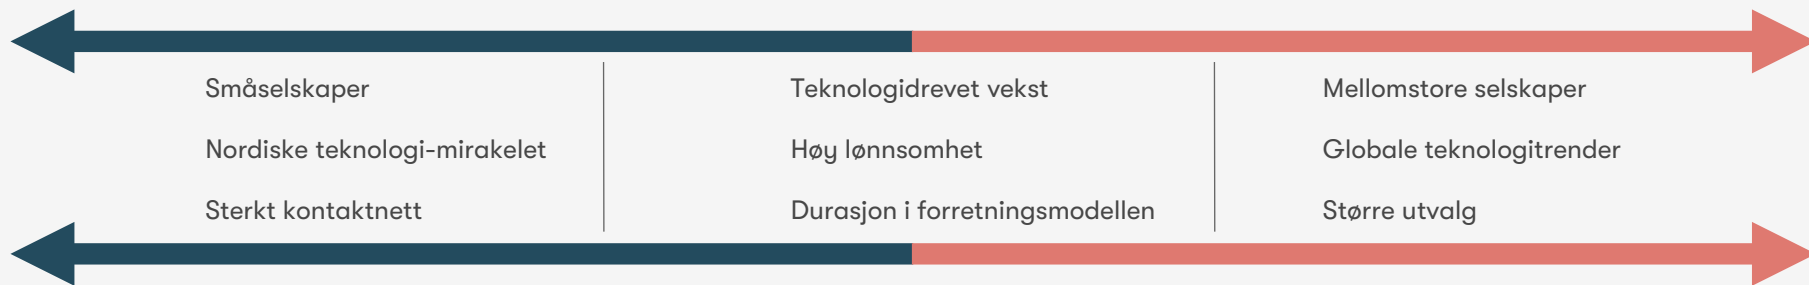 Småselskaper
Nordiske teknologi-mirakelet
Sterkt kontaktnett
Teknologidrevet vekst
Høy lønnsomhet
Durasjon i forretningsmodellen
Mellomstore selskaper
Globale teknologitrender
Større utvalg